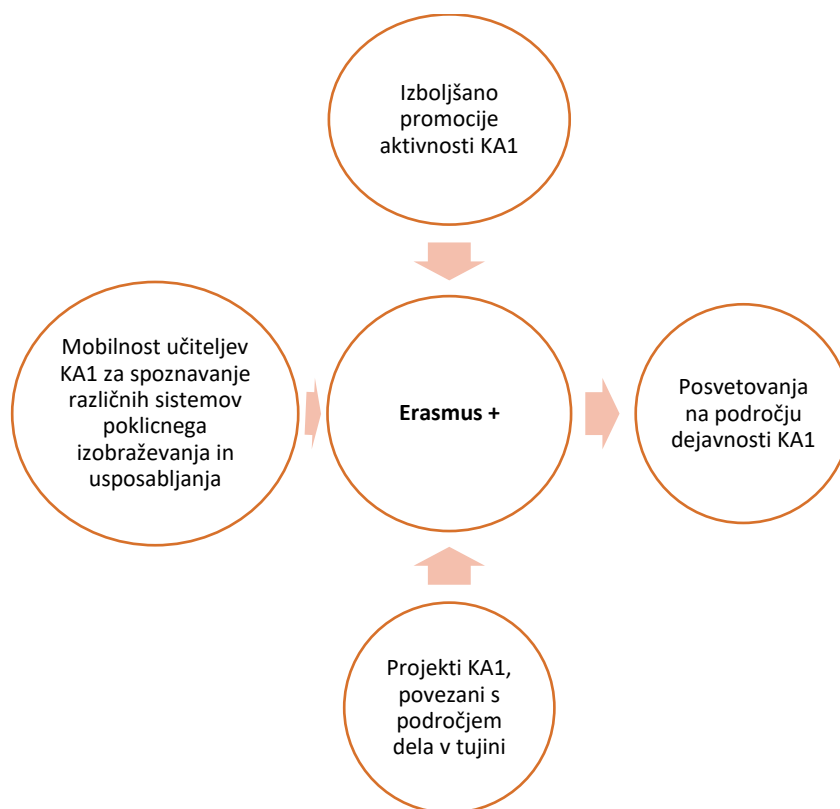 Izboljšano
promocije
aktivnosti KA1
Mobilnost učiteljev
KA1 za spoznavanje
različnih sistemov
poklicnega
izobraževanja in
usposabljanja
Erasmus +
Posvetovanja
na področju
dejavnosti KA1
Projekti KA1,
povezani s
področjem
dela v tujini